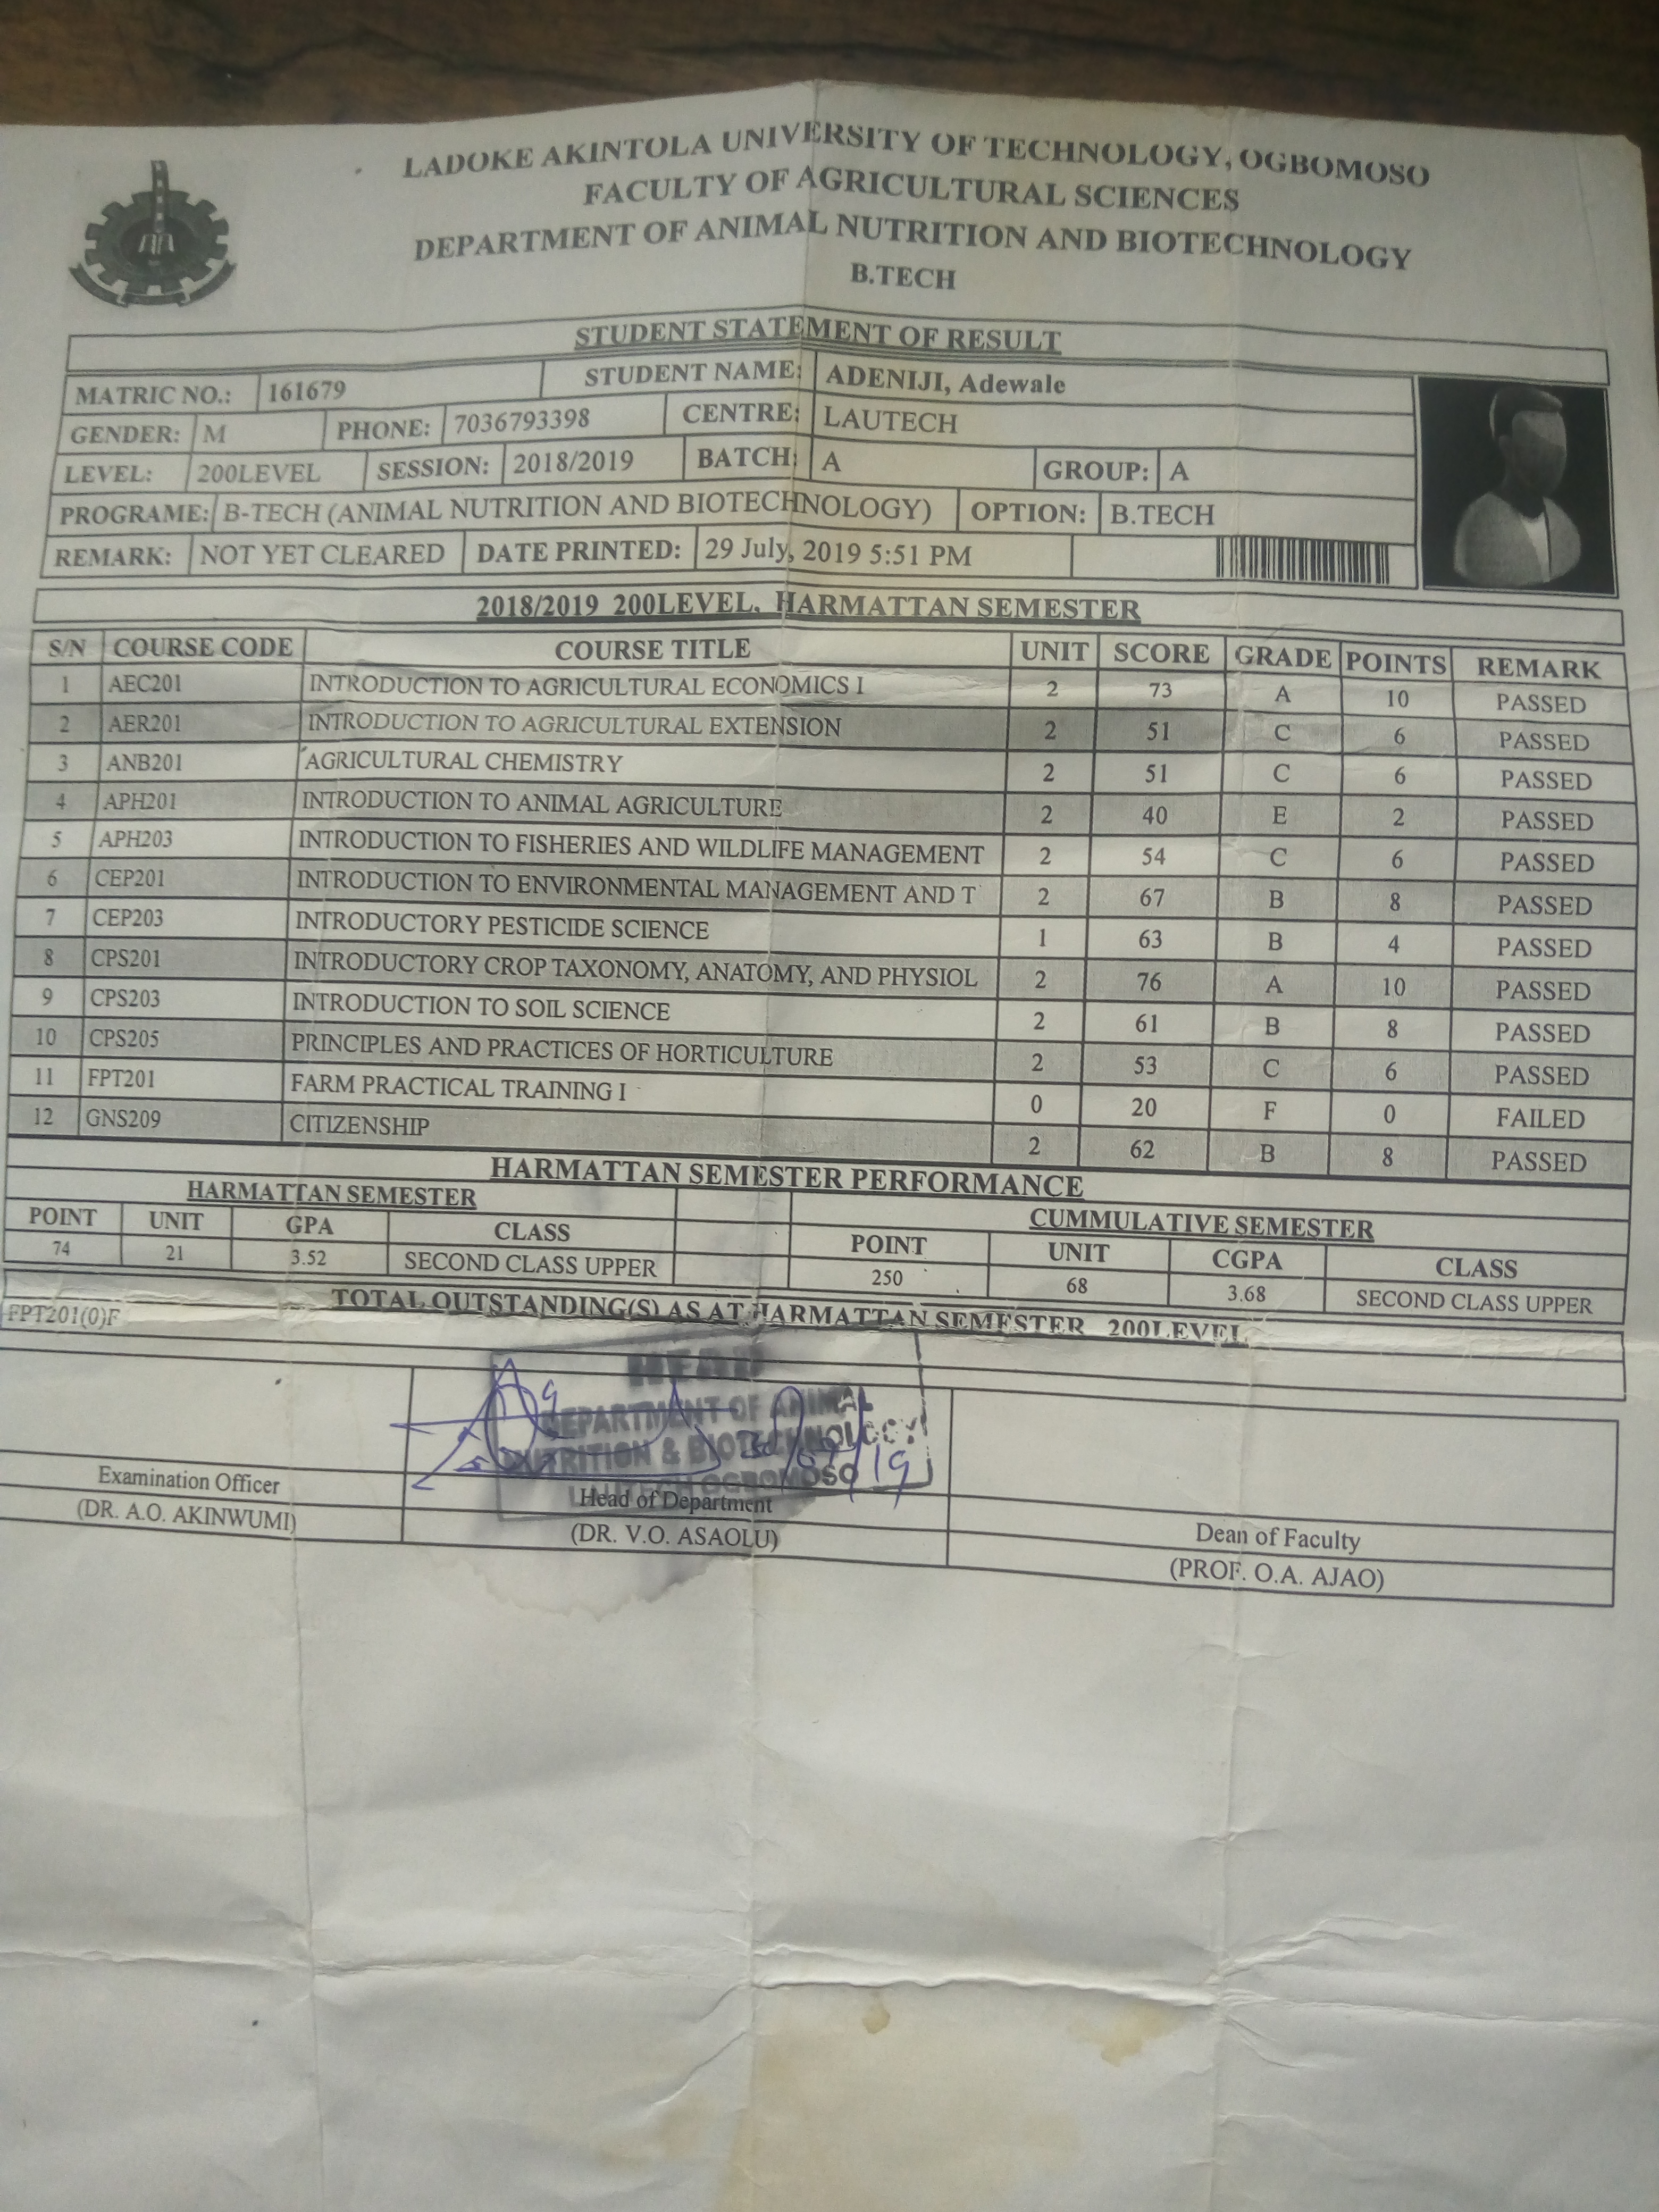 LADOKE AKINTOLA UNIVERSITY OF TECHNOLOGY, OGBOMOSO
FACULTY OF AGRICULTURAL SCIENCES
DEPARTMENT OF ANIMAL NUTRITION AND BIOTECHNOLOGY
B.TECH
STUDENT STATEMENT OF RESULT
MATRIC NO.: 161679 STUDENT NAME: ADENIJI, Adewale
GENDER: M PHONE: 7036793398 CENTRE: LAUTECH
LEVEL: 200LEVEL SESSION: 2018/2019 BATCH: A GROUP: A
PROGRAME: B-TECH (ANIMAL NUTRITION AND BIOTECHNOLOGY) OPTION: B.TECH
REMARK: NOT YET CLEARED DATE PRINTED: 29 July, 2019 5:51 PM
2018/2019 200LEVEL, HARMATTAN SEMESTER
S/N COURSE CODE COURSE TITLE UNIT SCORE GRADE POINTS REMARK
1 AEC201 INTRODUCTION TO AGRICULTURAL ECONOMICS I 2 73 A 10 PASSED
2 AER201 INTRODUCTION TO AGRICULTURAL EXTENSION 2 51 C 6 PASSED
3 ANB201 AGRICULTURAL CHEMISTRY 2 51 C 6 PASSED
4 APH201 INTRODUCTION TO ANIMAL AGRICULTURE 2 40 E 2 PASSED
5 APH203 INTRODUCTION TO FISHERIES AND WILDLIFE MANAGEMENT 2 54 C 6 PASSED
6 CEP201 INTRODUCTION TO ENVIRONMENTAL MANAGEMENT AND T 2 67 B 8 PASSED
7 CEP203 INTRODUCTORY PESTICIDE SCIENCE 1 63 B 4 PASSED
8 CPS201 INTRODUCTORY CROP TAXONOMY, ANATOMY, AND PHYSIOL 2 76 A 10 PASSED
9 CPS203 INTRODUCTION TO SOIL SCIENCE 2 61 B 8 PASSED
10 CPS205 PRINCIPLES AND PRACTICES OF HORTICULTURE 2 53 C 6 PASSED
11 FPT201 FARM PRACTICAL TRAINING I 0 20 F 0 FAILED
12 GNS209 CITIZENSHIP 2 62 B 8 PASSED
HARMATTAN SEMESTER PERFORMANCE
HARMATTAN SEMESTER CUMMULATIVE SEMESTER
POINT UNIT GPA CLASS POINT UNIT CGPA CLASS
74 21 3.52 SECOND CLASS UPPER 250 68 3.68 SECOND CLASS UPPER
TOTAL OUTSTANDING(S) AS AT HARMATTAN SEMESTER 200LEVEL
FPT201(0)F
HEAD
DEPARTMENT OF ANIMAL
NUTRITION & BIOTECHNOLOGY
LAUTECH OGBOMOSO
Examination Officer Head of Department Dean of Faculty
(DR. A.O. AKINWUMI) (DR. V.O. ASAOLU) (PROF. O.A. AJAO)